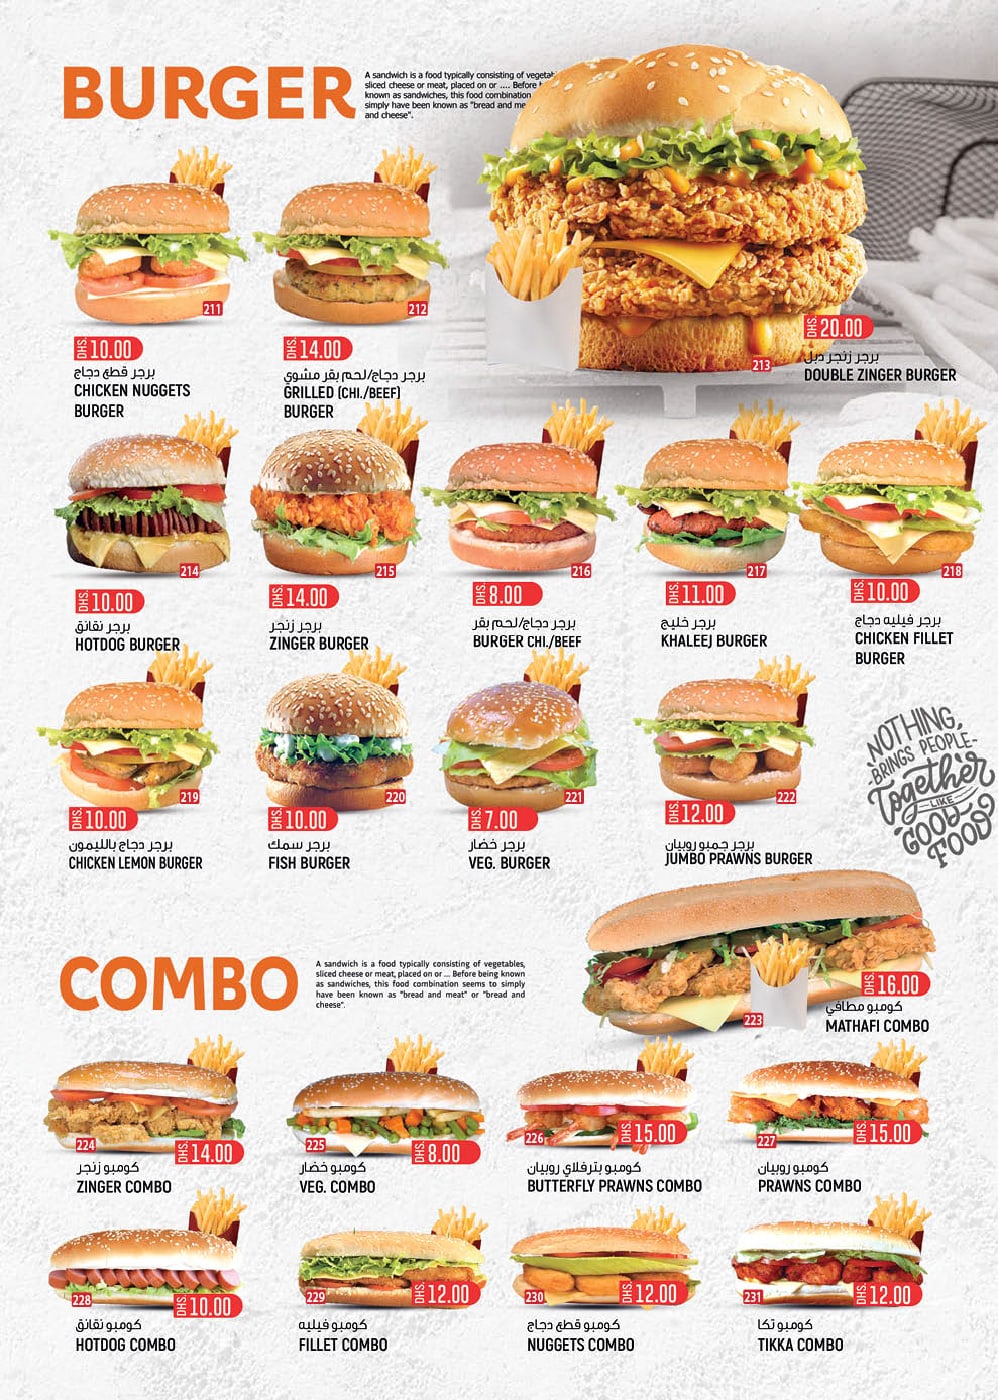 BURGER
A sandwich is a food typically consisting of vegetab
sliced cheese or meat, placed on or .... Before
known as sandwiches, this food combination
simply have been known as "bread and me
and cheese".
211
DHS. 10.00
برجر قطع دجاج
CHICKEN NUGGETS
BURGER
212
DHS. 14.00
برجر دجاج/لحم بقر مشوي
GRILLED (CHI./BEEF)
BURGER
213
DHS. 20.00
برجر زنجر دبل
DOUBLE ZINGER BURGER
214
DHS. 10.00
برجر نقانق
HOTDOG BURGER
215
DHS. 14.00
برجر زنجر
ZINGER BURGER
216
DHS. 8.00
برجر دجاج/لحم بقر
BURGER CHI./BEEF
217
DHS. 11.00
برجر خليج
KHALEEJ BURGER
218
DHS. 10.00
برجر فيليه دجاج
CHICKEN FILLET
BURGER
219
DHS. 10.00
برجر دجاج بالليمون
CHICKEN LEMON BURGER
220
DHS. 10.00
برجر سمك
FISH BURGER
221
DHS. 7.00
برجر خضار
VEG. BURGER
222
DHS. 12.00
برجر جمبو روبيان
JUMBO PRAWNS BURGER
NOTHING,
BRINGS PEOPLE
Together
LIKE
GOOD
FOOD
COMBO
A sandwich is a food typically consisting of vegetables,
sliced cheese or meat, placed on or ... Before being known
as sandwiches, this food combination seems to simply
have been known as "bread and meat" or "bread and
cheese".
223
DHS. 16.00
كومبو مطافي
MATHAFI COMBO
224
DHS. 14.00
كومبو زنجر
ZINGER COMBO
225
DHS. 8.00
كومبو خضار
VEG. COMBO
226
DHS. 15.00
كومبو بترفلاي روبيان
BUTTERFLY PRAWNS COMBO
227
DHS. 15.00
كومبو روبيان
PRAWNS COMBO
228
DHS. 10.00
كومبو نقانق
HOTDOG COMBO
229
DHS. 12.00
كومبو فيليه
FILLET COMBO
230
DHS. 12.00
كومبو قطع دجاج
NUGGETS COMBO
231
DHS. 12.00
كومبو تكا
TIKKA COMBO